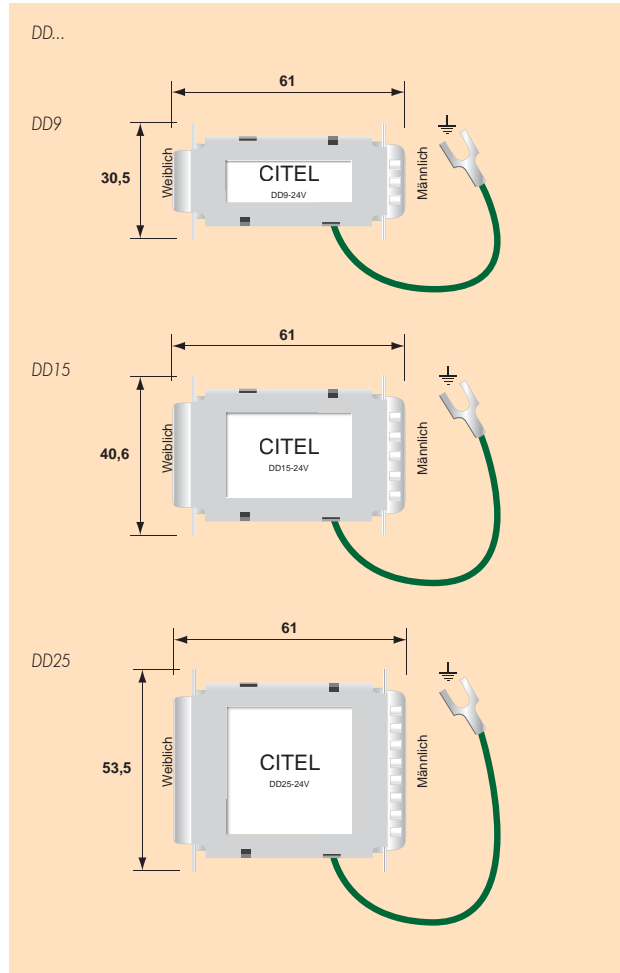 DD...
61
DD9
30,5
Weiblich
CITEL
DD9-24V
Männlich
61
DD15
40,6
Weiblich
CITEL
DD15-24V
Männlich
61
DD25
53,5
Weiblich
CITEL
DD25-24V
Männlich